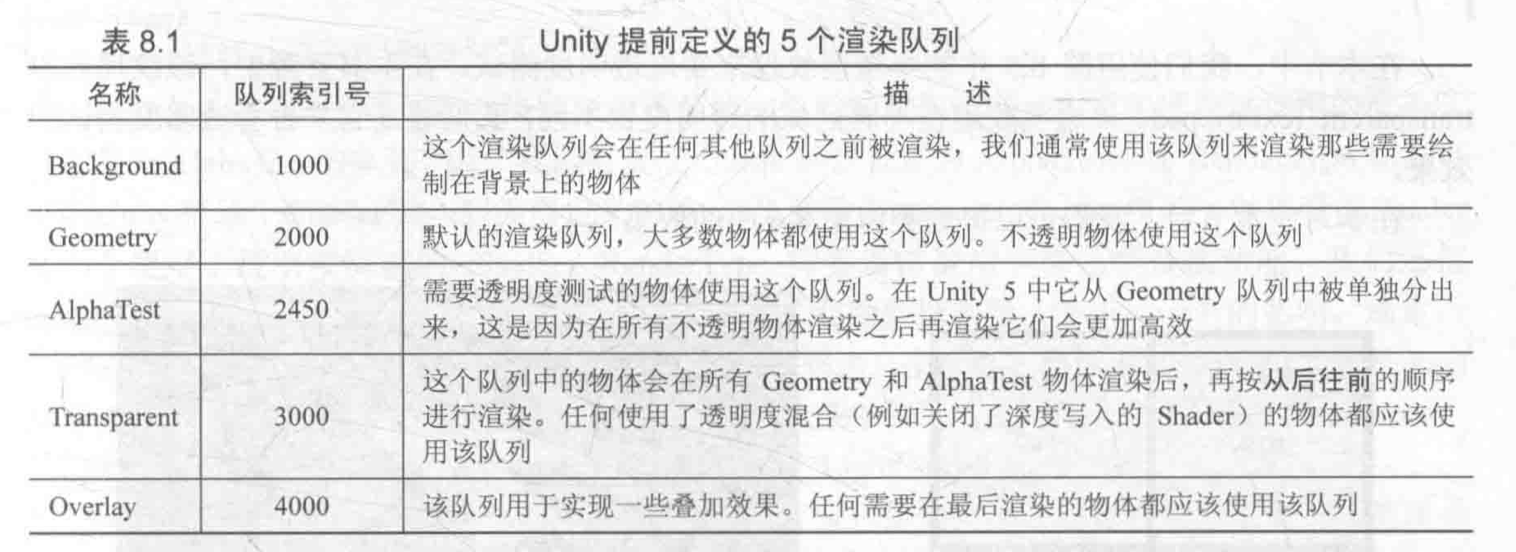 表 8.1 Unity 提前定义的 5 个渲染队列
名称 队列索引号 描 述
Background 1000 这个渲染队列会在任何其他队列之前被渲染，我们通常使用该队列来渲染那些需要绘
制在背景上的物体
Geometry 2000 默认的渲染队列，大多数物体都使用这个队列。不透明物体使用这个队列
AlphaTest 2450 需要透明度测试的物体使用这个队列。在 Unity 5 中它从 Geometry 队列中被单独分出
来，这是因为在所有不透明物体渲染之后再渲染它们会更加高效
Transparent 3000 这个队列中的物体会在所有 Geometry 和 AlphaTest 物体渲染后，再按从后往前的顺序
进行渲染。任何使用了透明度混合（例如关闭了深度写入的 Shader）的物体都应该使
用该队列
Overlay 4000 该队列用于实现一些叠加效果。任何需要在最后渲染的物体都应该使用该队列